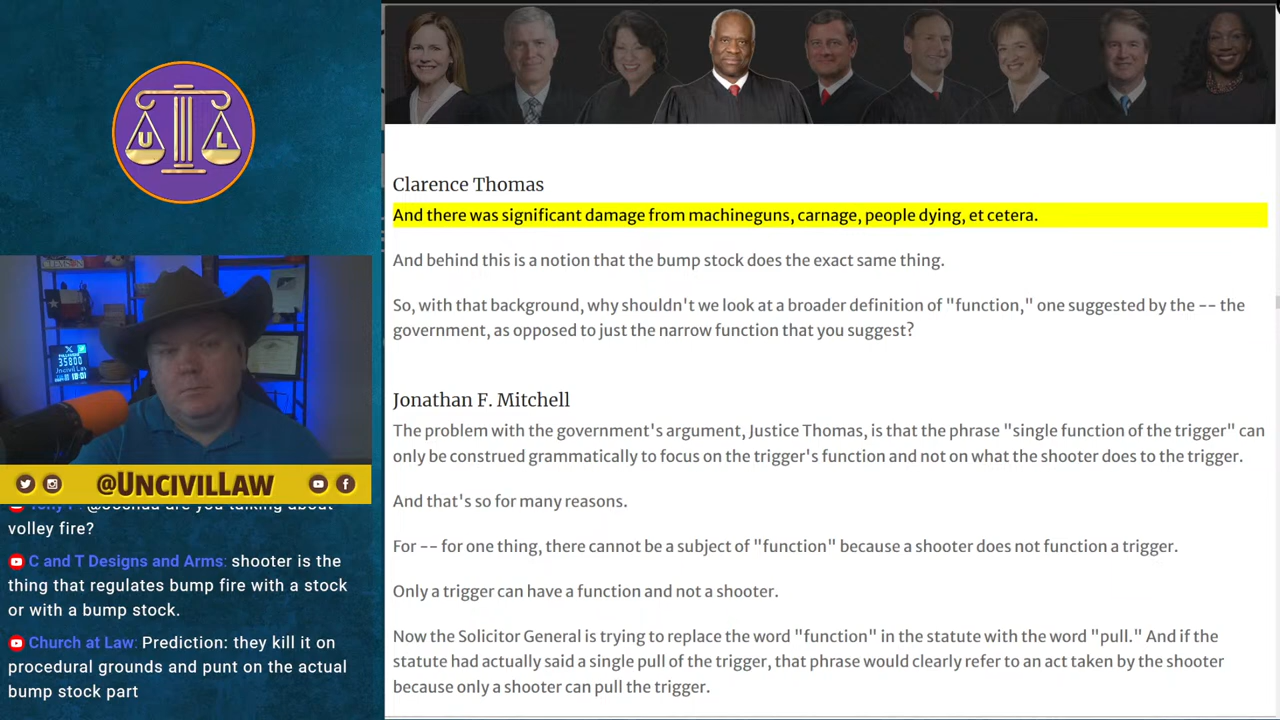 U L
35800
Uncivil Law
@UNCIVILLAW
volley fire?
C and T Designs and Arms: shooter is the
thing that regulates bump fire with a stock
or with a bump stock.
Church at Law: Prediction: they kill it on
procedural grounds and punt on the actual
bump stock part
Clarence Thomas
And there was significant damage from machineguns, carnage, people dying, et cetera.
And behind this is a notion that the bump stock does the exact same thing.
So, with that background, why shouldn't we look at a broader definition of "function," one suggested by the -- the
government, as opposed to just the narrow function that you suggest?
Jonathan F. Mitchell
The problem with the government's argument, Justice Thomas, is that the phrase "single function of the trigger" can
only be construed grammatically to focus on the trigger's function and not on what the shooter does to the trigger.
And that's so for many reasons.
For -- for one thing, there cannot be a subject of "function" because a shooter does not function a trigger.
Only a trigger can have a function and not a shooter.
Now the Solicitor General is trying to replace the word "function" in the statute with the word "pull." And if the
statute had actually said a single pull of the trigger, that phrase would clearly refer to an act taken by the shooter
because only a shooter can pull the trigger.